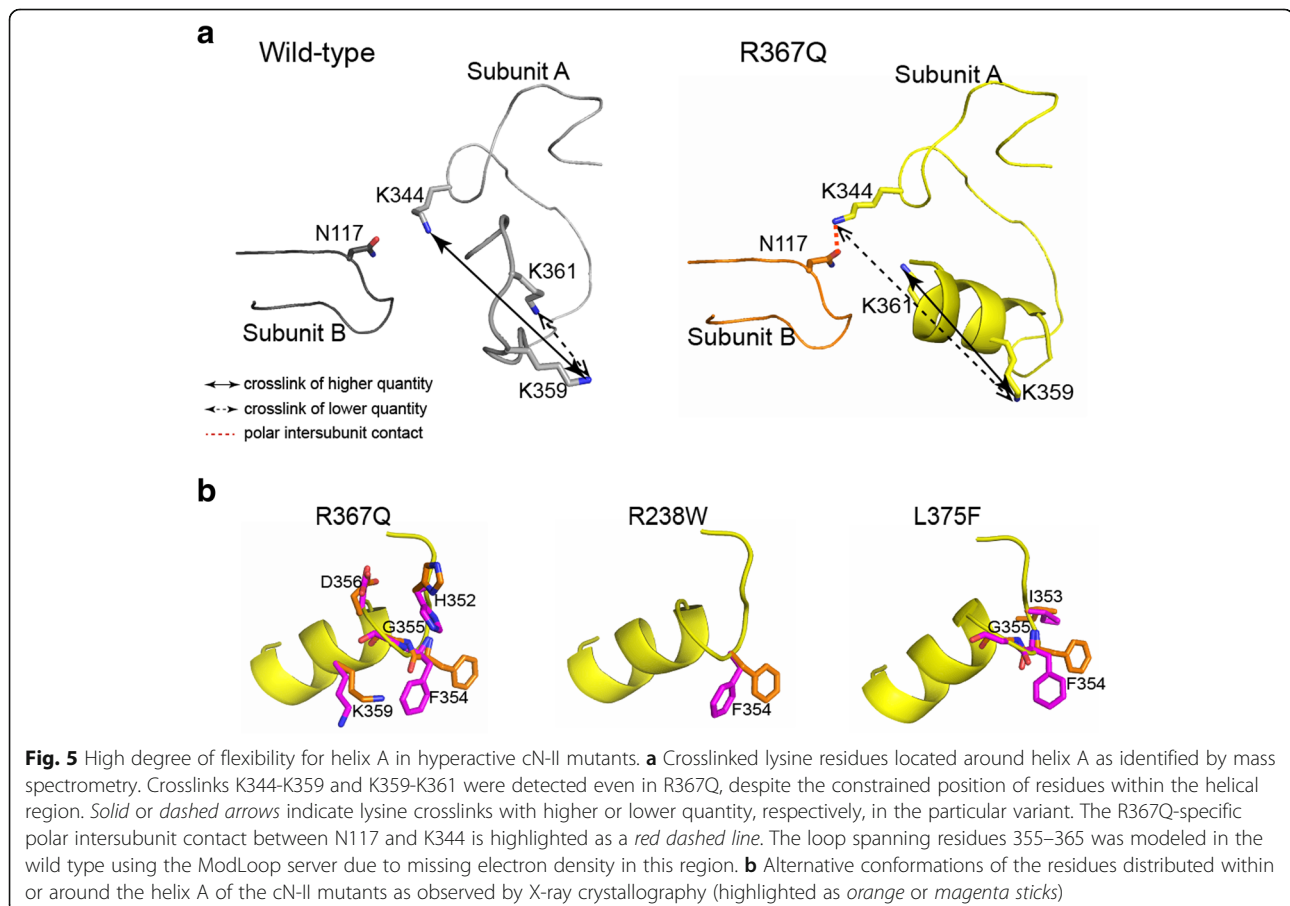 a
Wild-type
R367Q
Subunit A
Subunit A
K344
K344
N117
N117
K361
K361
Subunit B
Subunit B
K359
K359
crosslink of higher quantity
crosslink of lower quantity
polar intersubunit contact
b
R367Q
R238W
L375F
D356
H352
G355
F354
K359
F354
I353
G355
F354
Fig. 5 High degree of flexibility for helix A in hyperactive cN-II mutants. a Crosslinked lysine residues located around helix A as identified by mass
spectrometry. Crosslinks K344-K359 and K359-K361 were detected even in R367Q, despite the constrained position of residues within the helical
region. Solid or dashed arrows indicate lysine crosslinks with higher or lower quantity, respectively, in the particular variant. The R367Q-specific
polar intersubunit contact between N117 and K344 is highlighted as a red dashed line. The loop spanning residues 355–365 was modeled in the
wild type using the ModLoop server due to missing electron density in this region. b Alternative conformations of the residues distributed within
or around the helix A of the cN-II mutants as observed by X-ray crystallography (highlighted as orange or magenta sticks)